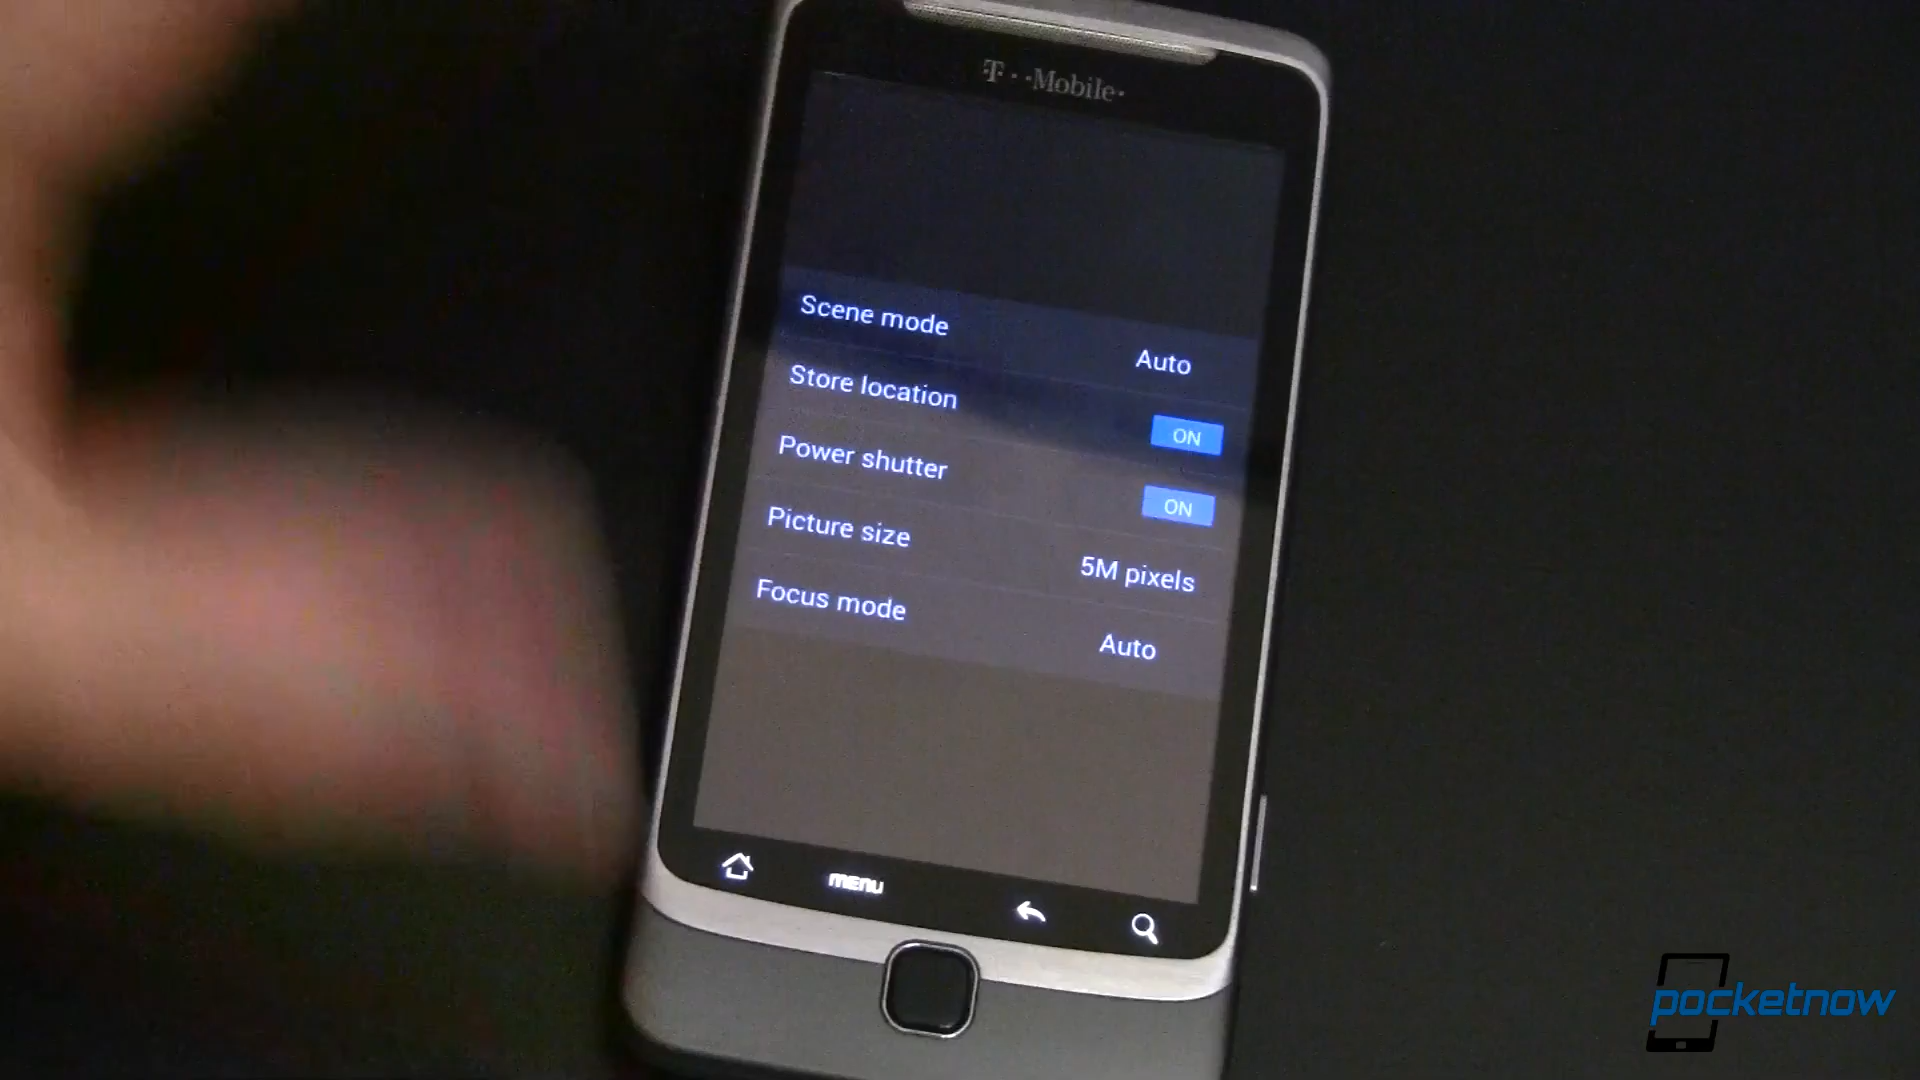 T··Mobile·
Scene mode
Auto
Store location
ON
Power shutter
ON
Picture size
5M pixels
Focus mode
Auto
menu
pocketnow